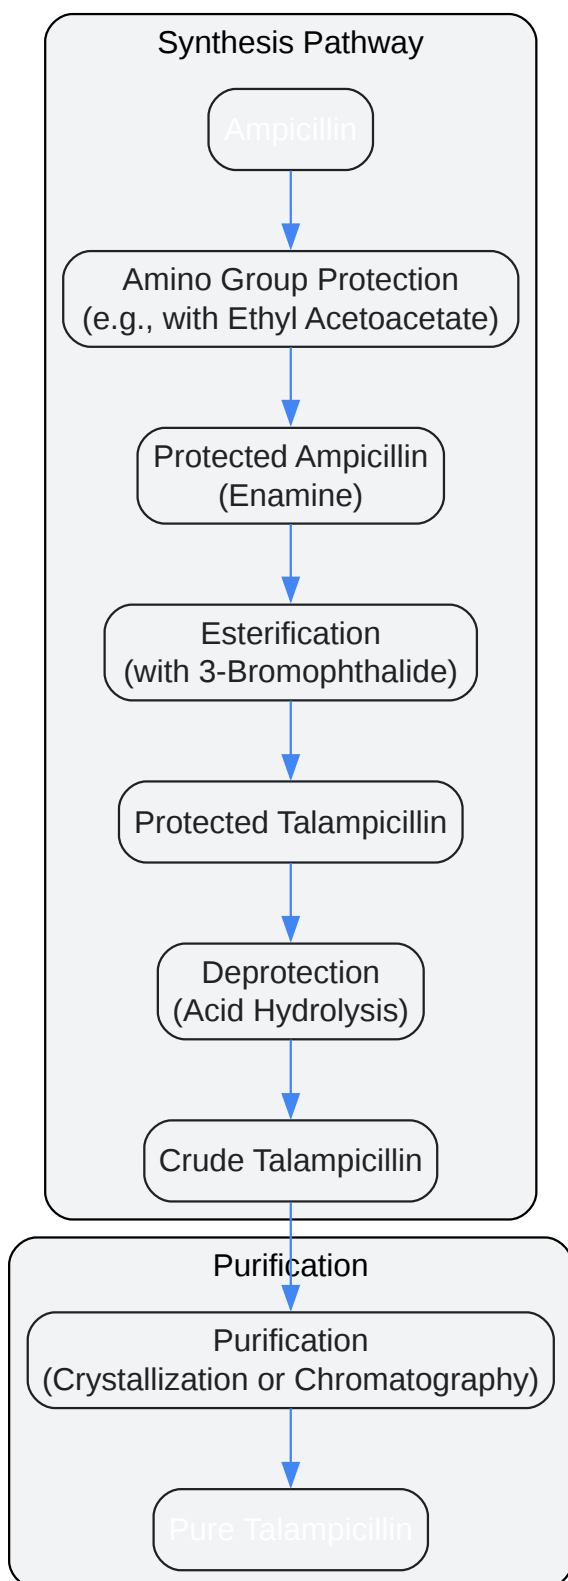 Synthesis Pathway
Ampicillin
Amino Group Protection
(e.g., with Ethyl Acetoacetate)
Protected Ampicillin
(Enamine)
Esterification
(with 3-Bromophthalide)
Protected Talampicillin
Deprotection
(Acid Hydrolysis)
Crude Talampicillin
Purification
Purification
(Crystallization or Chromatography)
Pure Talampicillin